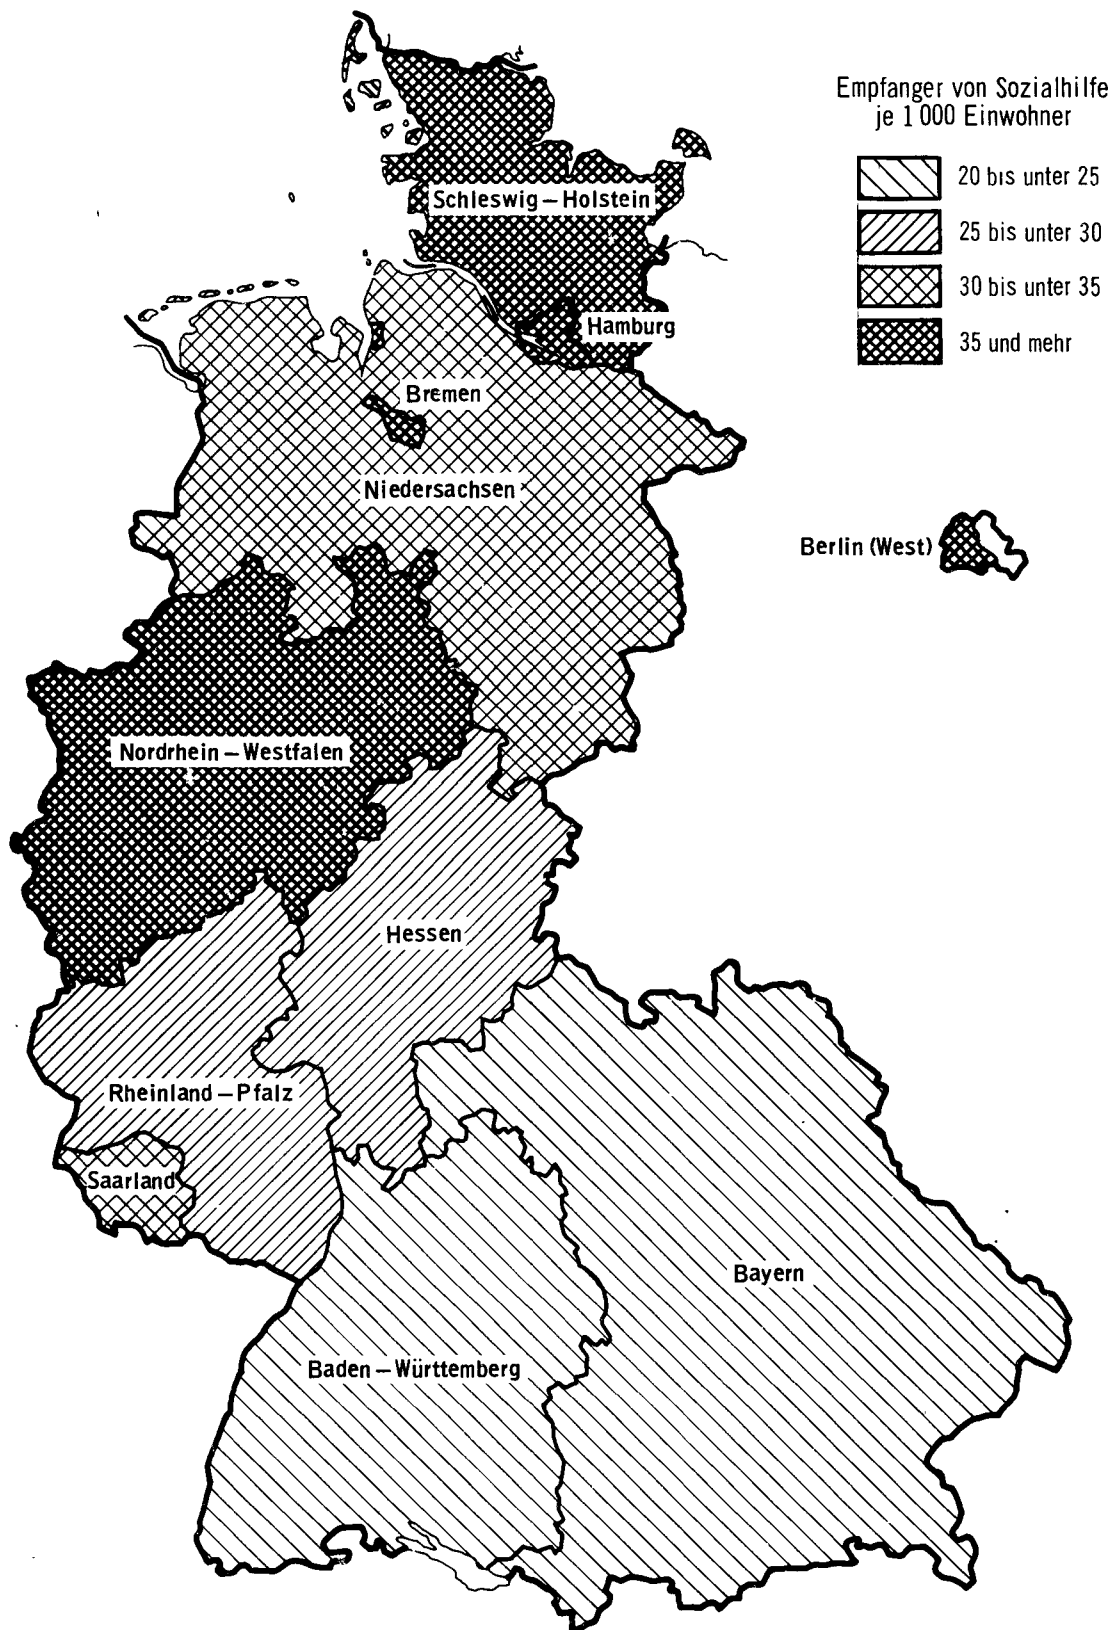 Empfanger von Sozialhilfe
je 1 000 Einwohner
20 bis unter 25
25 bis unter 30
30 bis unter 35
35 und mehr
Schleswig – Holstein
Hamburg
Bremen
Niedersachsen
Berlin (West)
Nordrhein – Westfalen
Hessen
Rheinland – Pfalz
Saarland
Bayern
Baden – Württemberg